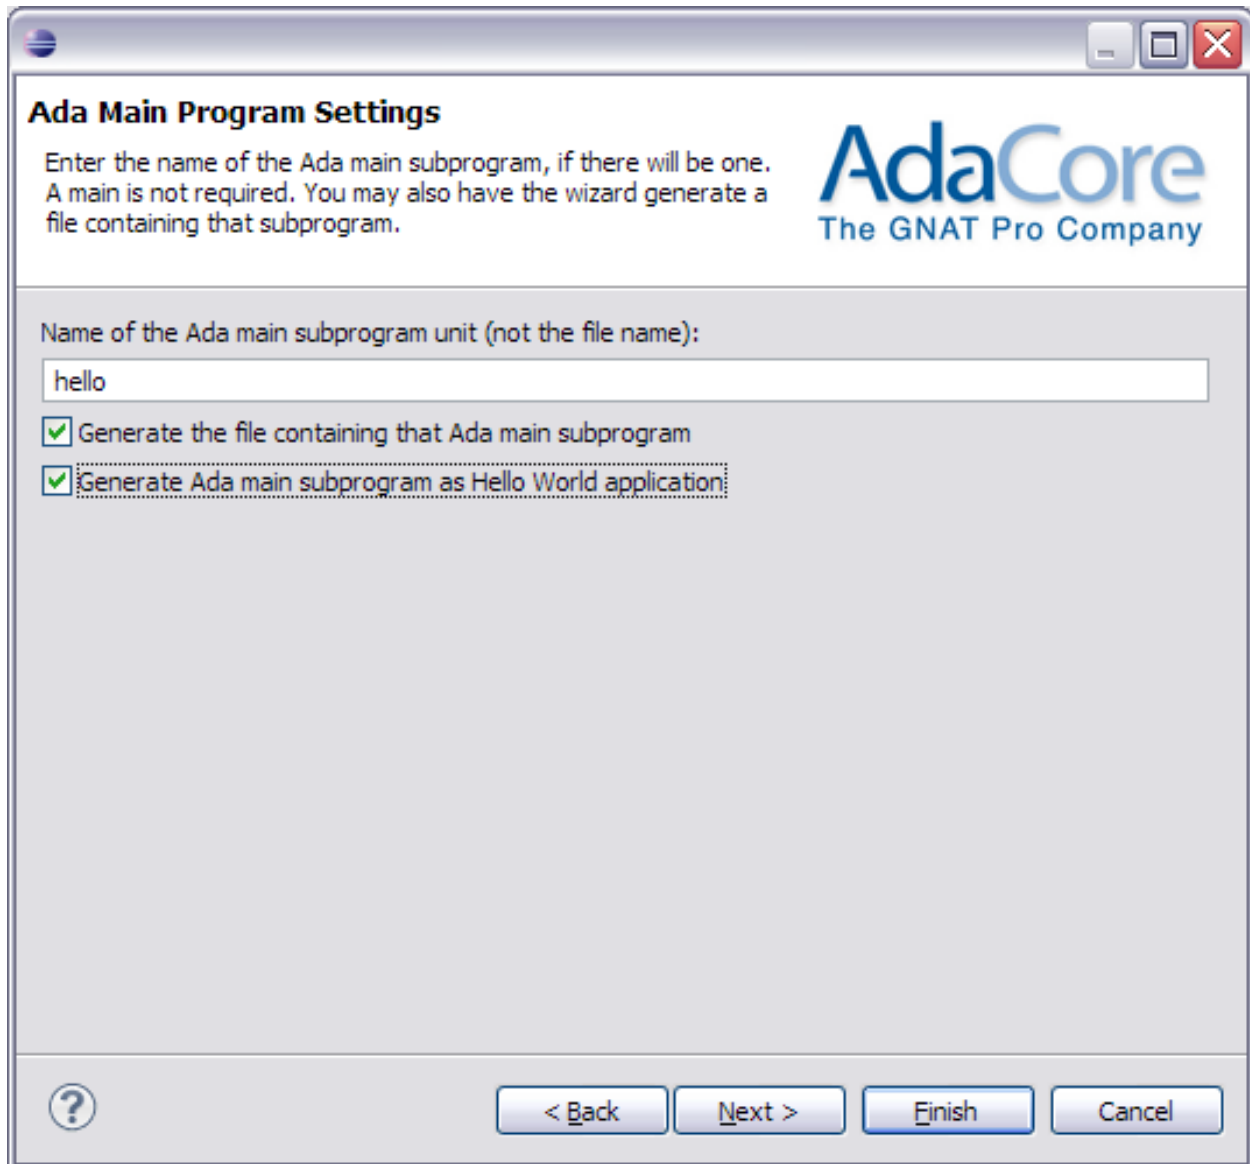 Ada Main Program Settings
Enter the name of the Ada main subprogram, if there will be one.
A main is not required. You may also have the wizard generate a
file containing that subprogram.
AdaCore
The GNAT Pro Company
Name of the Ada main subprogram unit (not the file name):
hello
Generate the file containing that Ada main subprogram
Generate Ada main subprogram as Hello World application
?
< Back
Next >
Finish
Cancel